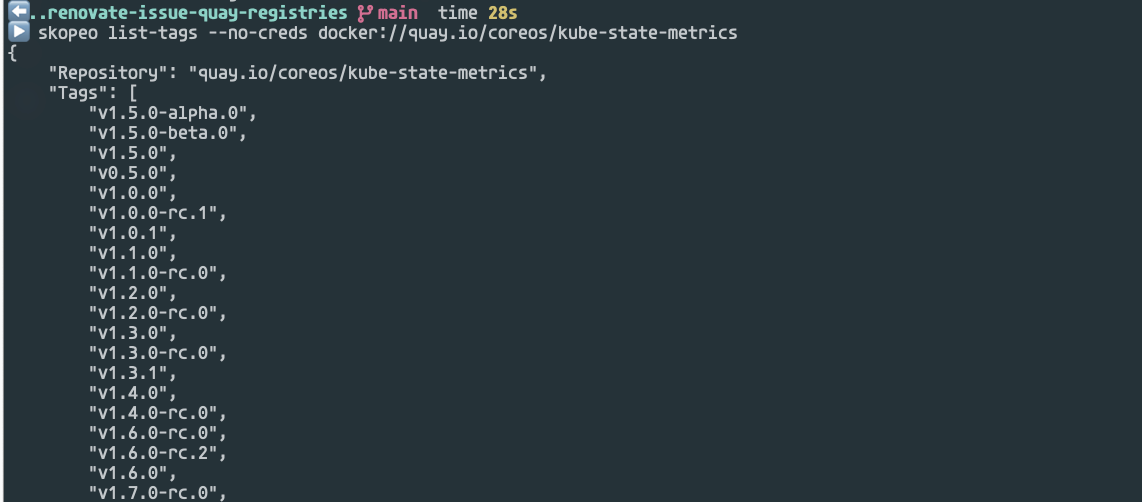 ..renovate-issue-quay-registries main time 28s
skopeo list-tags --no-creds docker://quay.io/coreos/kube-state-metrics
{
    "Repository": "quay.io/coreos/kube-state-metrics",
    "Tags": [
        "v1.5.0-alpha.0",
        "v1.5.0-beta.0",
        "v1.5.0",
        "v0.5.0",
        "v1.0.0",
        "v1.0.0-rc.1",
        "v1.0.1",
        "v1.1.0",
        "v1.1.0-rc.0",
        "v1.2.0",
        "v1.2.0-rc.0",
        "v1.3.0",
        "v1.3.0-rc.0",
        "v1.3.1",
        "v1.4.0",
        "v1.4.0-rc.0",
        "v1.6.0-rc.0",
        "v1.6.0-rc.2",
        "v1.6.0",
        "v1.7.0-rc.0",